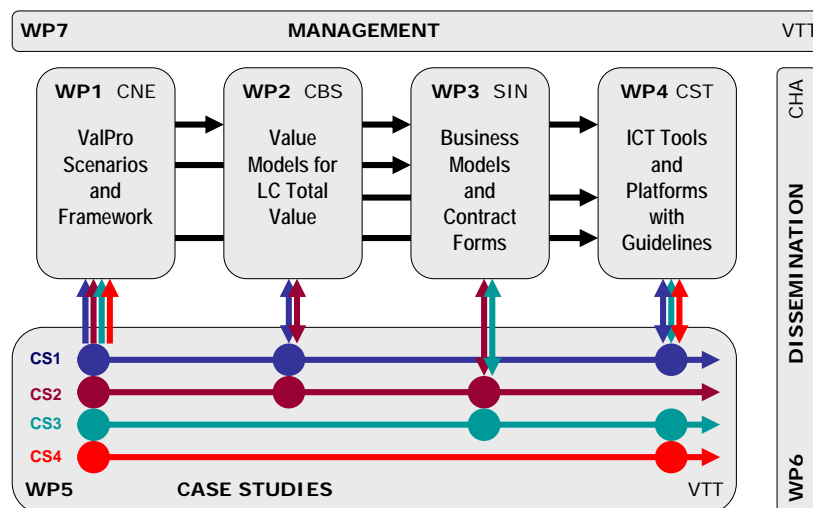 WP7 MANAGEMENT VTT
WP1 CNE
ValPro
Scenarios
and
Framework
WP2 CBS
Value
Models for
LC Total
Value
WP3 SIN
Business
Models
and
Contract
Forms
WP4 CST
ICT Tools
and
Platforms
with
Guidelines
CS1
CS2
CS3
CS4
WP5 CASE STUDIES VTT
WP6 DISSEMINATION CHA